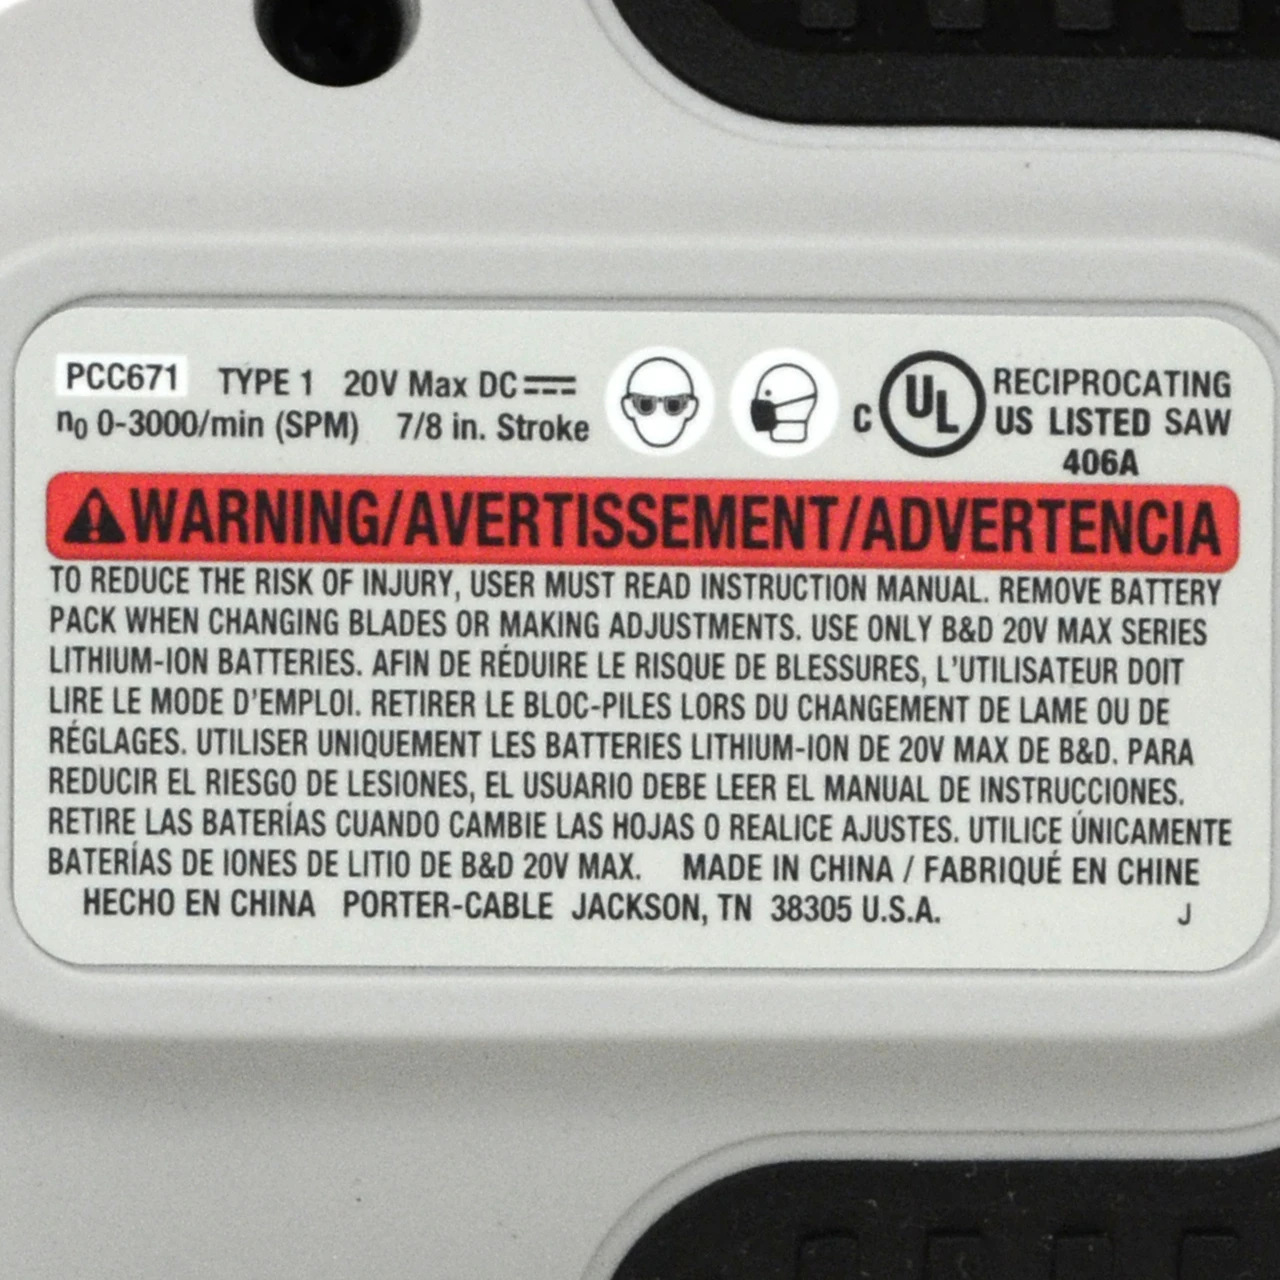 PCC671 TYPE 1 20V Max DC
n₀ 0-3000/min (SPM) 7/8 in. Stroke
C UL US
RECIPROCATING
LISTED SAW
406A
WARNING/AVERTISSEMENT/ADVERTENCIA
TO REDUCE THE RISK OF INJURY, USER MUST READ INSTRUCTION MANUAL. REMOVE BATTERY
PACK WHEN CHANGING BLADES OR MAKING ADJUSTMENTS. USE ONLY B&D 20V MAX SERIES
LITHIUM-ION BATTERIES. AFIN DE RÉDUIRE LE RISQUE DE BLESSURES, L'UTILISATEUR DOIT
LIRE LE MODE D'EMPLOI. RETIRER LE BLOC-PILES LORS DU CHANGEMENT DE LAME OU DE
RÉGLAGES. UTILISER UNIQUEMENT LES BATTERIES LITHIUM-ION DE 20V MAX DE B&D. PARA
REDUCIR EL RIESGO DE LESIONES, EL USUARIO DEBE LEER EL MANUAL DE INSTRUCCIONES.
RETIRE LAS BATERÍAS CUANDO CAMBIE LAS HOJAS O REALICE AJUSTES. UTILICE ÚNICAMENTE
BATERÍAS DE IONES DE LITIO DE B&D 20V MAX. MADE IN CHINA / FABRIQUÉ EN CHINE
HECHO EN CHINA PORTER-CABLE JACKSON, TN 38305 U.S.A. J